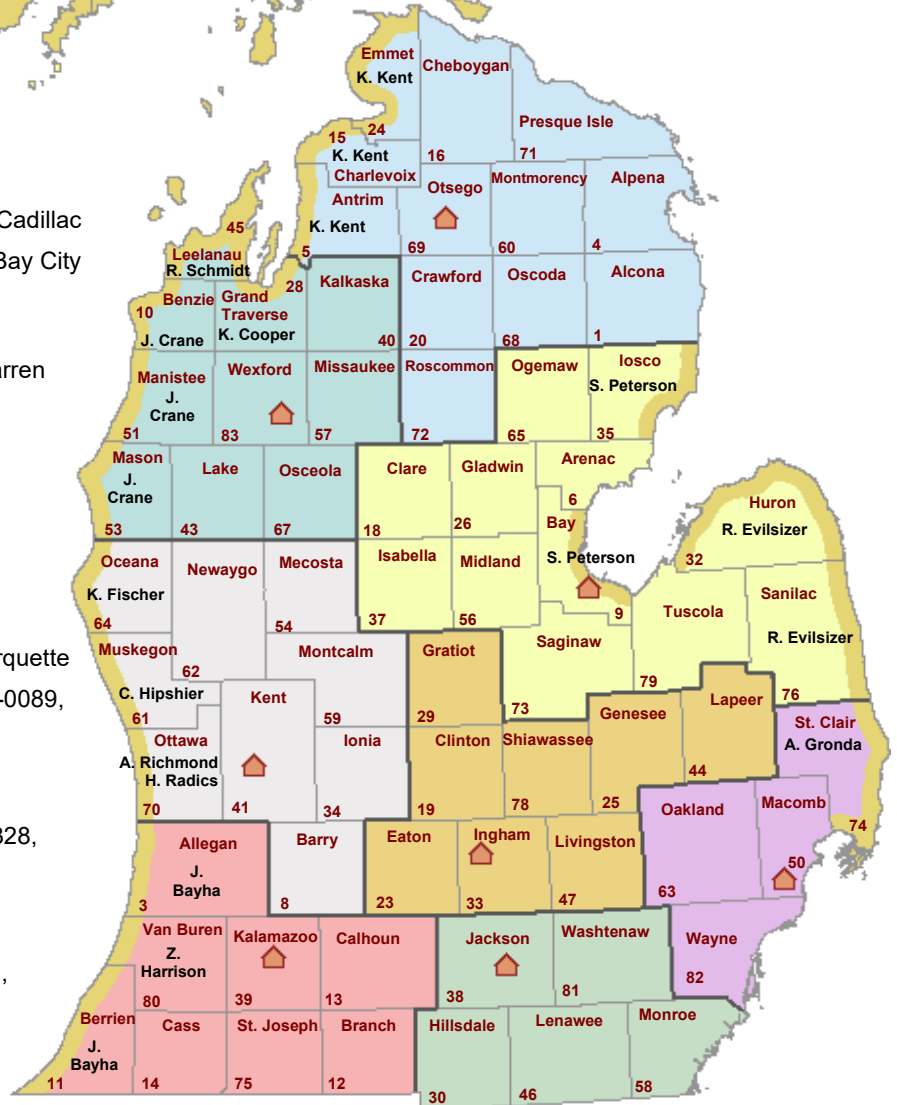 Emmet
K. Kent
Cheboygan
Presque Isle
15
24
K. Kent
Charlevoix
16
71
Antrim
K. Kent
5
Otsego
69
Montmorency
60
Alpena
4
Cadillac
Bay City
45
Leelanau
R. Schmidt
Benzie
10
J. Crane
Grand
Traverse
28
K. Cooper
Kalkaska
40
Crawford
20
Oscoda
68
Alcona
1
arren
Manistee
J.
Crane
51
Wexford
83
Missaukee
57
Roscommon
72
Ogemaw
65
Iosco
S. Peterson
35
Mason
J.
Crane
53
Lake
43
Osceola
67
Clare
18
Gladwin
26
Arenac
6
Bay
S. Peterson
9
Huron
R. Evilsizer
32
Oceana
K. Fischer
64
Newaygo
62
Mecosta
54
Isabella
37
Midland
56
Saginaw
73
Tuscola
79
Sanilac
R. Evilsizer
76
rquette
-0089,
Muskegon
C. Hipshier
61
Montcalm
59
Gratiot
29
Kent
41
Ottawa
A. Richmond
H. Radics
70
Ionia
34
Clinton
19
Shiawassee
78
Genesee
25
Lapeer
44
St. Clair
A. Gronda
74
328,
Allegan
J.
Bayha
3
Barry
8
Eaton
23
Ingham
33
Livingston
47
Oakland
63
Macomb
50
,
Van Buren
Z.
Harrison
80
Kalamazoo
39
Calhoun
13
Jackson
38
Washtenaw
81
Wayne
82
Berrien
J.
Bayha
11
Cass
14
St. Joseph
75
Branch
12
Hillsdale
30
Lenawee
46
Monroe
58